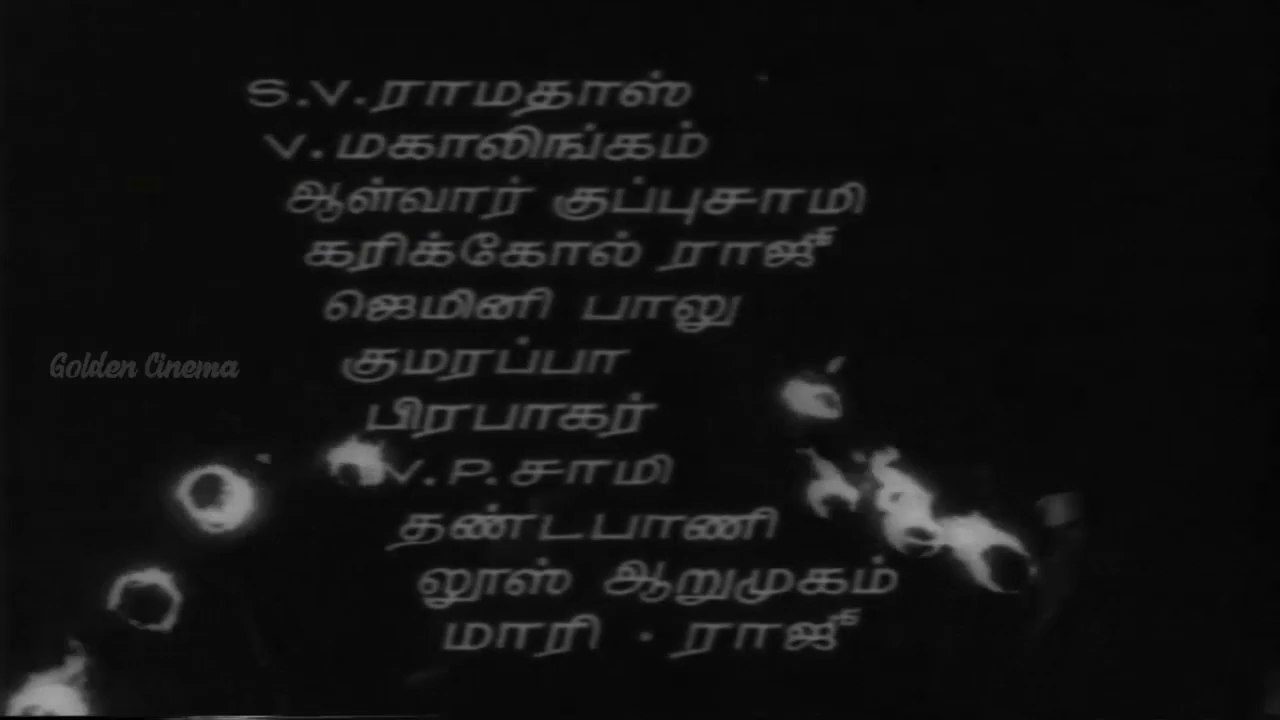 S.V.ராமதாஸ்
V.மகாலிங்கம்
ஆள்வார் குப்புசாமி
கரிக்கோல் ராஜீ
ஜெமினி பாலு
Golden Cinema
குமரப்பா
பிரபாகர்
V.P.சாமி
தண்டபாணி
லூஸ் ஆறுமுகம்
மாரி . ராஜீ